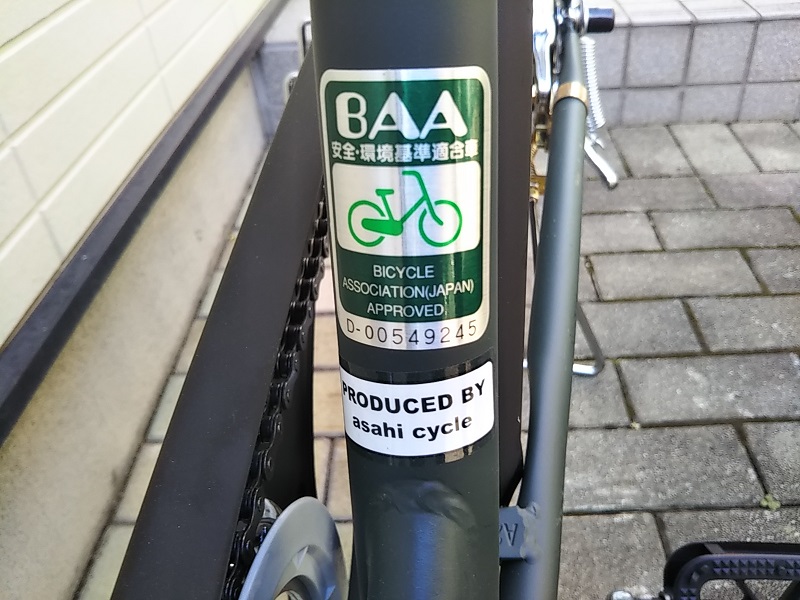 BAA
安全・環境基準適合車
BICYCLE
ASSOCIATION(JAPAN)
APPROVED
D-00549245
PRODUCED BY
asahi cycle